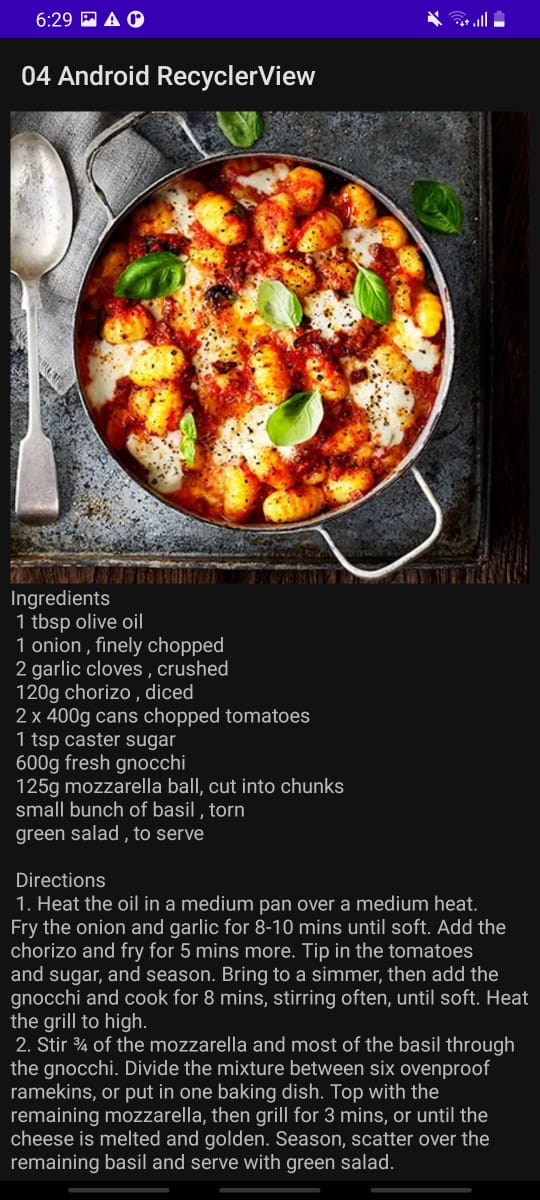 6:29
04 Android RecyclerView
Ingredients
1 tbsp olive oil
1 onion , finely chopped
2 garlic cloves , crushed
120g chorizo , diced
2 x 400g cans chopped tomatoes
1 tsp caster sugar
600g fresh gnocchi
125g mozzarella ball, cut into chunks
small bunch of basil , torn
green salad , to serve
Directions
1. Heat the oil in a medium pan over a medium heat.
Fry the onion and garlic for 8-10 mins until soft. Add the
chorizo and fry for 5 mins more. Tip in the tomatoes
and sugar, and season. Bring to a simmer, then add the
gnocchi and cook for 8 mins, stirring often, until soft. Heat
the grill to high.
2. Stir ¾ of the mozzarella and most of the basil through
the gnocchi. Divide the mixture between six ovenproof
ramekins, or put in one baking dish. Top with the
remaining mozzarella, then grill for 3 mins, or until the
cheese is melted and golden. Season, scatter over the
remaining basil and serve with green salad.